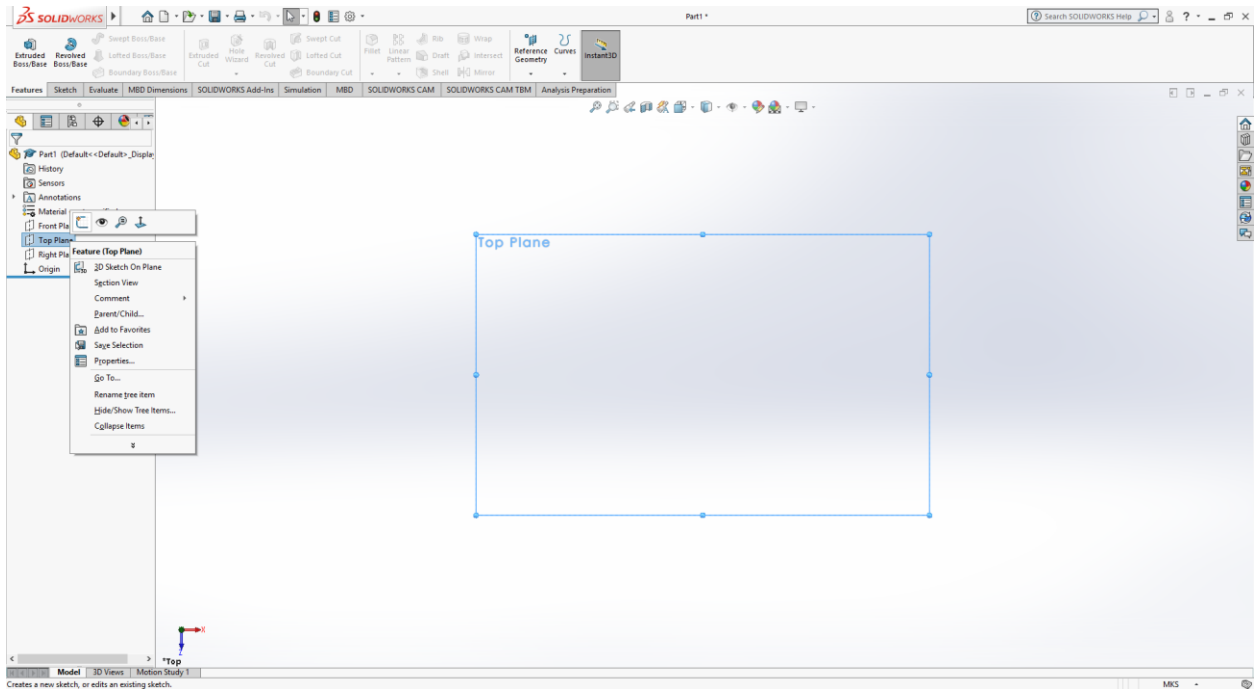 SOLIDWORKS
Part1 *
Search SOLIDWORKS Help
Extruded Boss/Base
Revolved Boss/Base
Swept Boss/Base
Lofted Boss/Base
Boundary Boss/Base
Extruded Cut
Hole Wizard
Revolved Cut
Swept Cut
Lofted Cut
Boundary Cut
Fillet
Linear Pattern
Rib
Draft
Shell
Wrap
Intersect
Mirror
Reference Geometry
Curves
Instant3D
Features Sketch Evaluate MBD Dimensions SOLIDWORKS Add-Ins Simulation MBD SOLIDWORKS CAM SOLIDWORKS CAM TBM Analysis Preparation
Part1 (Default<<Default>_Display
History
Sensors
Annotations
Material
Front Pla
Top Plane
Right Pla
Origin
Feature (Top Plane)
3D Sketch On Plane
Section View
Comment
Parent/Child...
Add to Favorites
Save Selection
Properties...
Go To...
Rename tree item
Hide/Show Tree Items...
Collapse Items
Top Plane
X
Z
*Top
Model 3D Views Motion Study 1
Creates a new sketch, or edits an existing sketch.
MKS